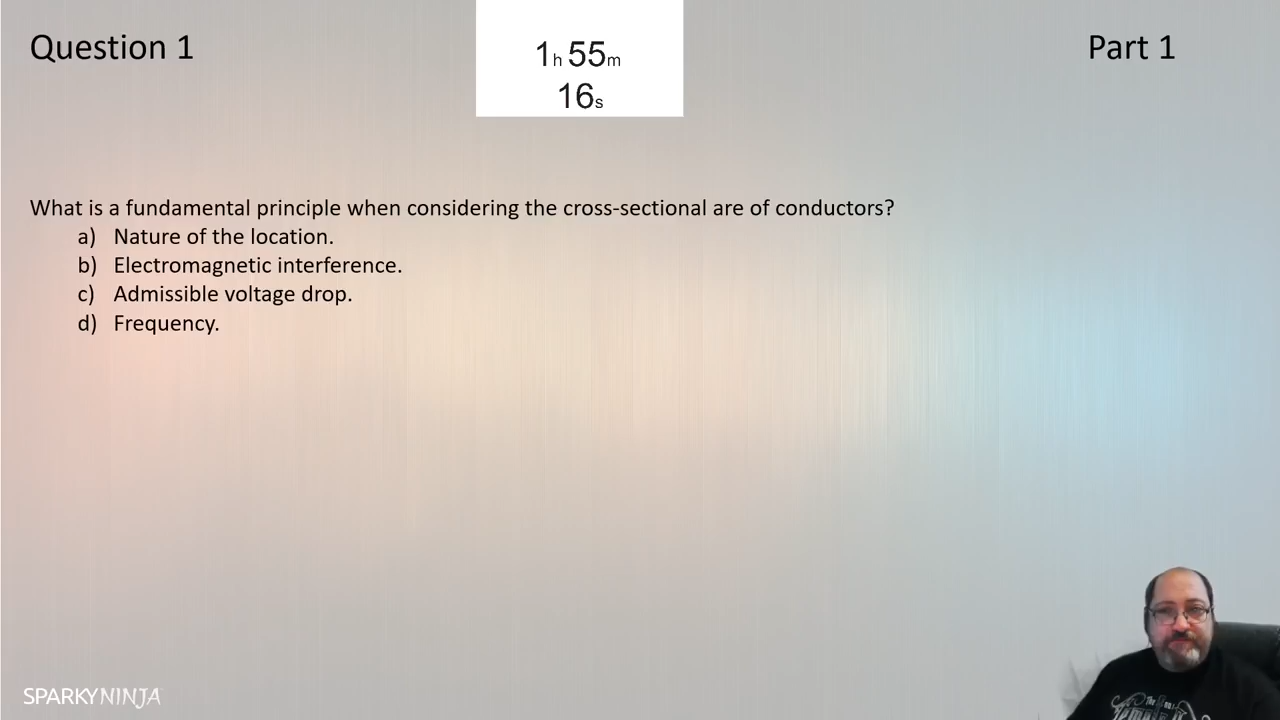 Question 1
1h 55m
16s
Part 1
What is a fundamental principle when considering the cross-sectional are of conductors?
a) Nature of the location.
b) Electromagnetic interference.
c) Admissible voltage drop.
d) Frequency.
SPARKYNINJA